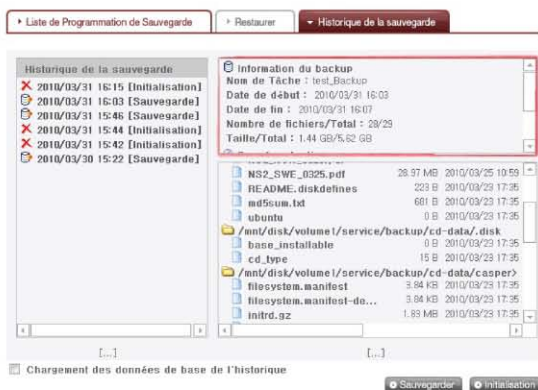 Liste de Programmation de Sauvegarde
Restaurer
Historique de la sauvegarde
Historique de la sauvegarde
2010/03/31 16:15 [Initialisation]
2010/03/31 16:03 [Sauvegarde]
2010/03/31 15:46 [Sauvegarde]
2010/03/31 15:44 [Initialisation]
2010/03/31 15:42 [Initialisation]
2010/03/30 15:22 [Sauvegarde]
[...]
Information du backup
Nom de Tâche : test_Backup
Date de début : 2010/03/31 16:03
Date de fin : 2010/03/31 16:07
Nombre de fichiers/Total : 28/29
Taille/Total : 1.44 GB/5.62 GB
NS2_SWE_0325.pdf 28.97 MB 2010/03/25 10:59
README.diskdefines 223 B 2010/03/23 17:35
md5sum.txt 681 B 2010/03/23 17:35
ubuntu 0 B 2010/03/23 17:35
/mnt/disk/volume1/service/backup/cd-data/.disk
base_installable 0 B 2010/03/23 17:35
cd_type 15 B 2010/03/23 17:35
/mnt/disk/volume1/service/backup/cd-data/casper>
filesystem.manifest 3.84 KB 2010/03/23 17:35
filesystem.manifest-de... 3.84 KB 2010/03/23 17:35
initrd.gz 1.83 MB 2010/03/23 17:35
[...]
Chargement des données de base de l'historique
Sauvegarder
Initialisation